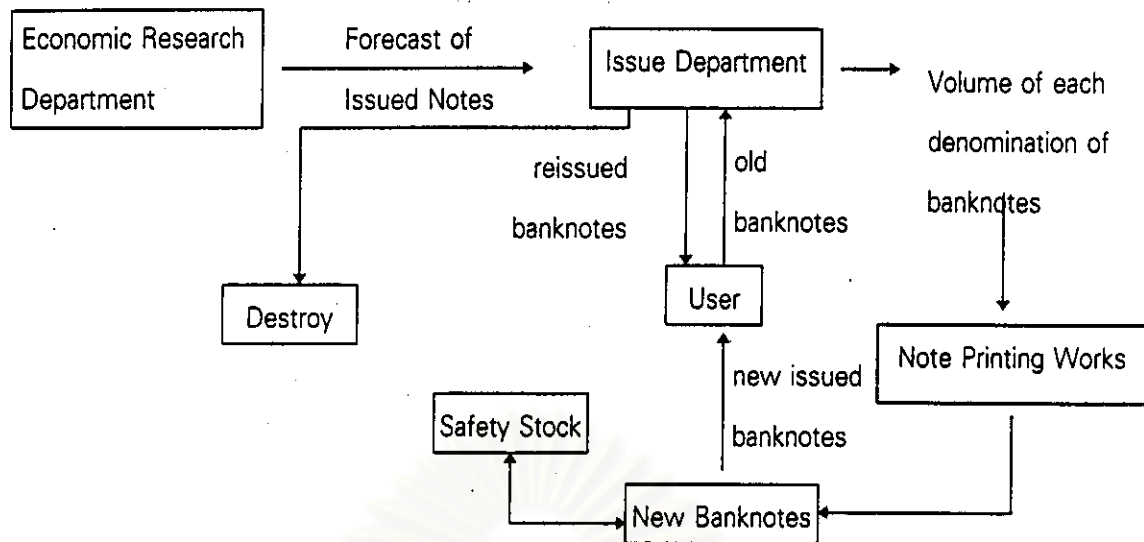 Economic Research
Department
Forecast of
Issued Notes
Issue Department
Volume of each
denomination of
banknotes
reissued
banknotes
old
banknotes
Destroy
User
Note Printing Works
new issued
banknotes
Safety Stock
New Banknotes